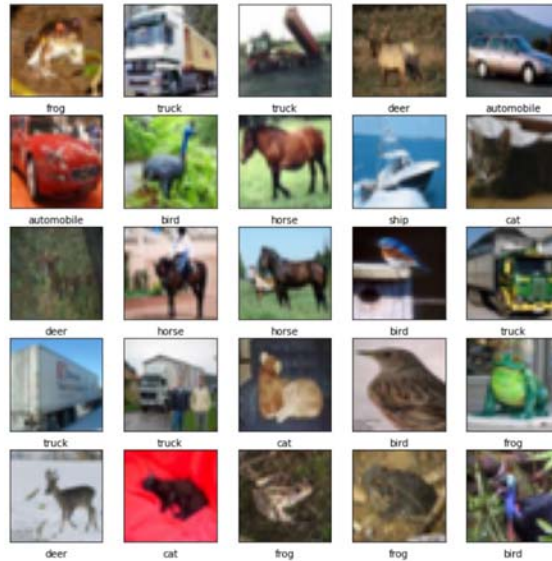 frog truck truck deer automobile
automobile bird horse ship cat
deer horse horse bird truck
truck truck cat bird frog
deer cat frog frog bird